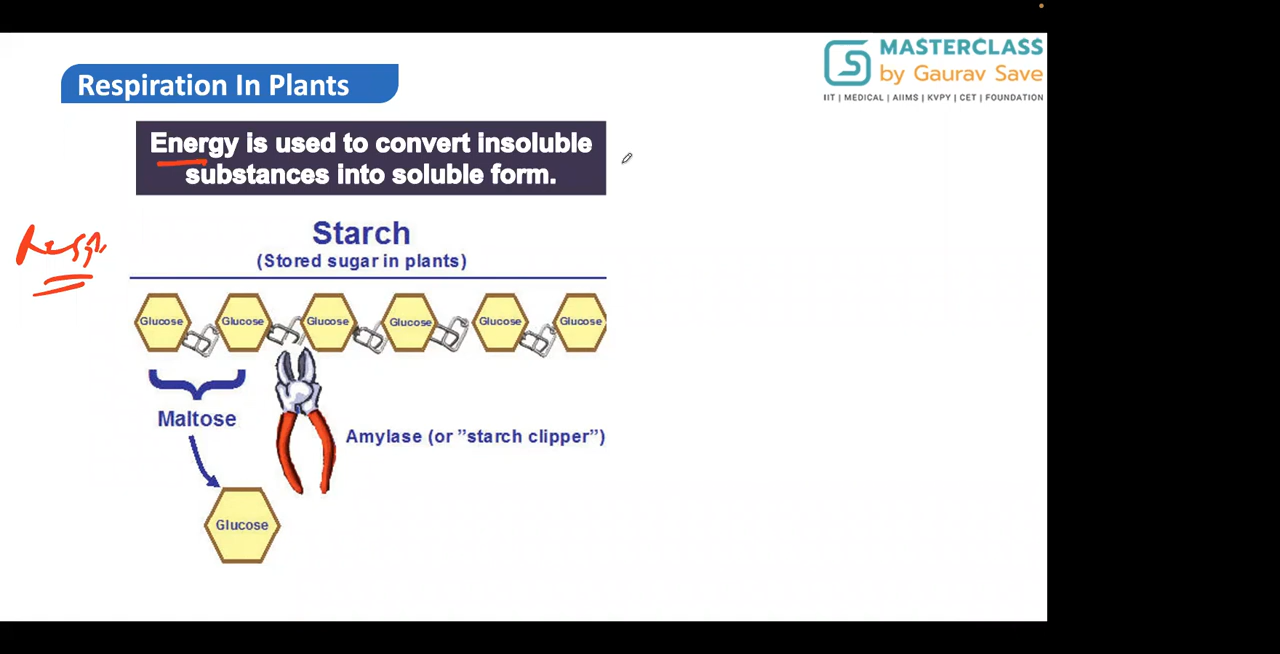 MASTERCLASS
by Gaurav Save
IIT | MEDICAL | AIIMS | KVPY | CET | FOUNDATION
Respiration In Plants
Energy is used to convert insoluble
substances into soluble form.
Resp.
Starch
(Stored sugar in plants)
Glucose Glucose Glucose Glucose Glucose Glucose
Maltose
Amylase (or ”starch clipper”)
Glucose